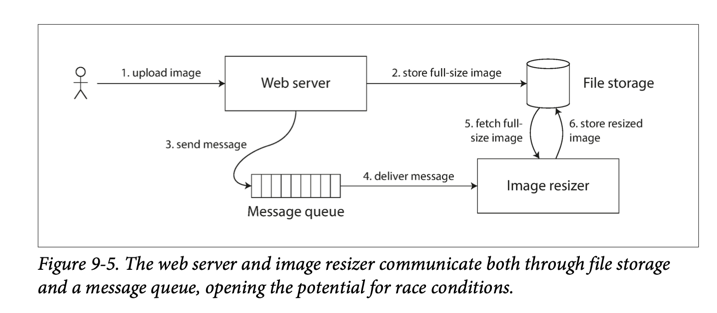 1. upload image
Web server
2. store full-size image
File storage
3. send message
5. fetch full-
size image
6. store resized
image
4. deliver message
Message queue
Image resizer
Figure 9-5. The web server and image resizer communicate both through file storage
and a message queue, opening the potential for race conditions.